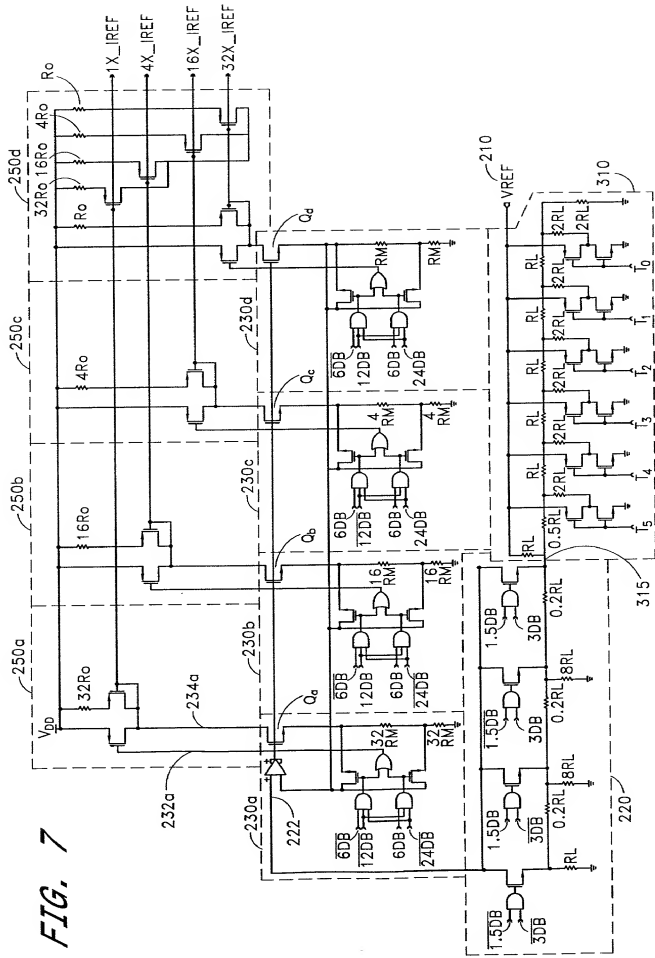 FIG. 7
250a
250b
250c
250d
VDD
32Ro
16Ro
4Ro
Ro
32Ro
16Ro
4Ro
Ro
1X_IREF
4X_IREF
16X_IREF
32X_IREF
232a
234a
230a
230b
230c
230d
222
Qa
Qb
Qc
Qd
6DB
12DB
6DB
24DB
32
RM
32
RM
6DB
12DB
6DB
24DB
16
RM
16
RM
6DB
12DB
6DB
24DB
4
RM
4
RM
6DB
12DB
6DB
24DB
RM
RM
1.5DB
3DB
RL
0.2RL
1.5DB
3DB
8RL
0.2RL
1.5DB
3DB
8RL
0.2RL
1.5DB
3DB
220
315
RL
0.5RL
RL
RL
RL
RL
RL
2RL
2RL
2RL
2RL
2RL
2RL
2RL
T5
T4
T3
T2
T1
T0
210
VREF
310